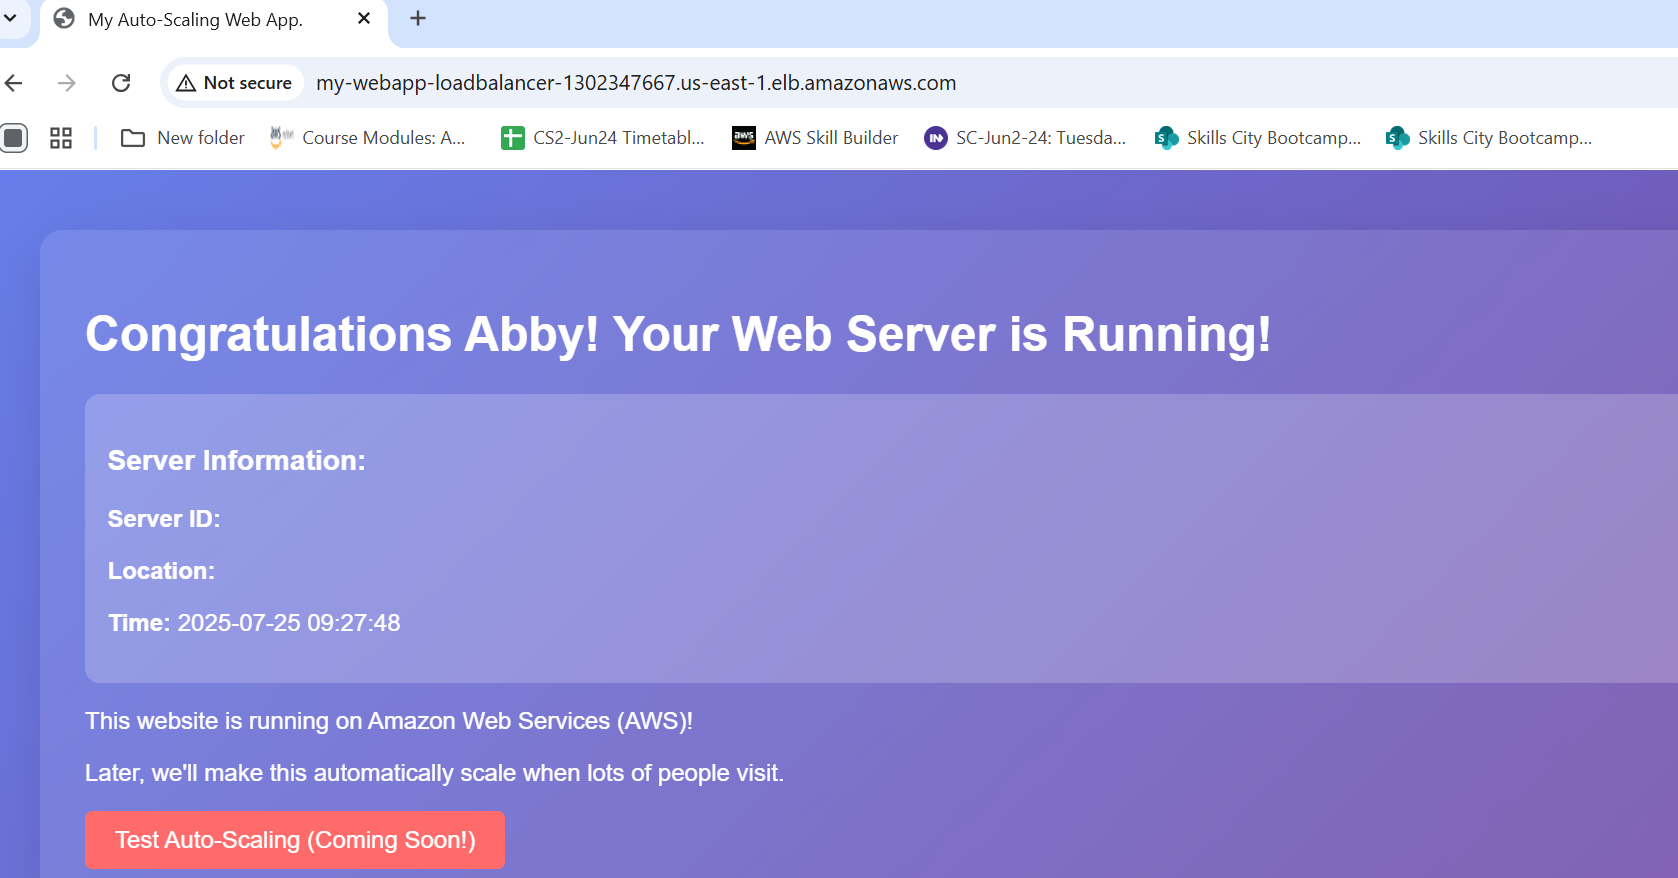 My Auto-Scaling Web App.
Not secure my-webapp-loadbalancer-1302347667.us-east-1.elb.amazonaws.com
New folder Course Modules: A... CS2-Jun24 Timetabl... aws AWS Skill Builder IN SC-Jun2-24: Tuesda... S Skills City Bootcamp... S Skills City Bootcamp...
Congratulations Abby! Your Web Server is Running!
Server Information:
Server ID:
Location:
Time: 2025-07-25 09:27:48
This website is running on Amazon Web Services (AWS)!
Later, we'll make this automatically scale when lots of people visit.
Test Auto-Scaling (Coming Soon!)